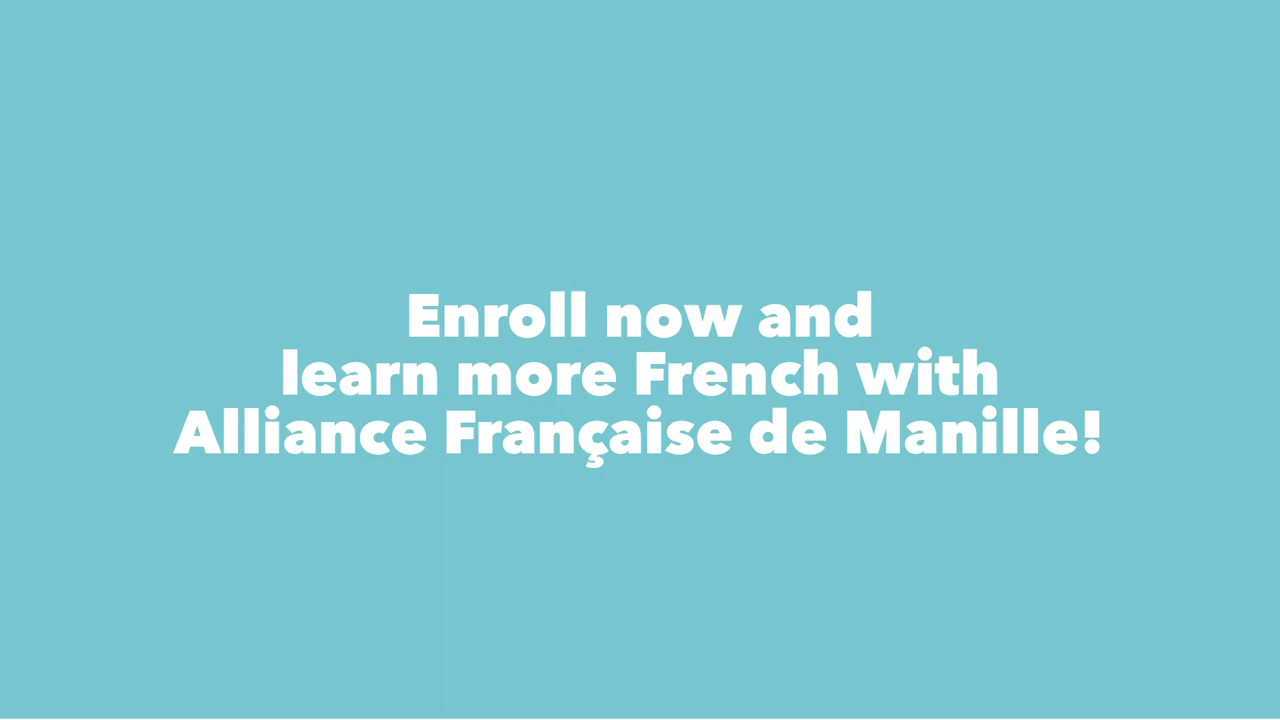 Enroll now and
learn more French with
Alliance Française de Manille!